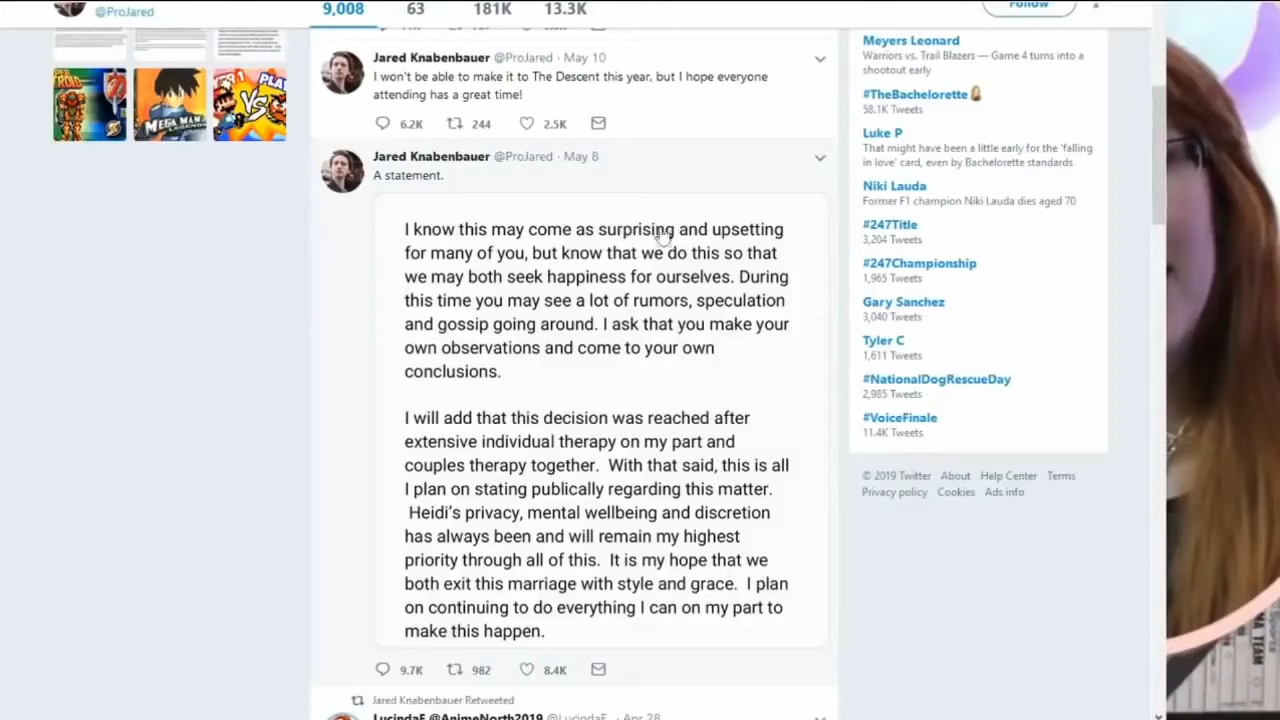 @ProJared
9,008 63 181K 13.3K
Follow
Jared Knabenbauer @ProJared · May 10
I won't be able to make it to The Descent this year, but I hope everyone
attending has a great time!
6.2K 244 2.5K
Jared Knabenbauer @ProJared · May 8
A statement.
I know this may come as surprising and upsetting
for many of you, but know that we do this so that
we may both seek happiness for ourselves. During
this time you may see a lot of rumors, speculation
and gossip going around. I ask that you make your
own observations and come to your own
conclusions.
I will add that this decision was reached after
extensive individual therapy on my part and
couples therapy together. With that said, this is all
I plan on stating publically regarding this matter.
Heidi's privacy, mental wellbeing and discretion
has always been and will remain my highest
priority through all of this. It is my hope that we
both exit this marriage with style and grace. I plan
on continuing to do everything I can on my part to
make this happen.
9.7K 982 8.4K
Jared Knabenbauer Retweeted
LucindaF @AnimeNorth2019 @LucindaF_ · Apr 28
MEGA MAN
LEGENDS
VS
Meyers Leonard
Warriors vs. Trail Blazers — Game 4 turns into a
shootout early
#TheBachelorette
58.1K Tweets
Luke P
That might have been a little early for the 'falling
in love' card, even by Bachelorette standards
Niki Lauda
Former F1 champion Niki Lauda dies aged 70
#247Title
3,204 Tweets
#247Championship
1,965 Tweets
Gary Sanchez
3,040 Tweets
Tyler C
1,611 Tweets
#NationalDogRescueDay
2,985 Tweets
#VoiceFinale
11.4K Tweets
© 2019 Twitter About Help Center Terms
Privacy policy Cookies Ads info